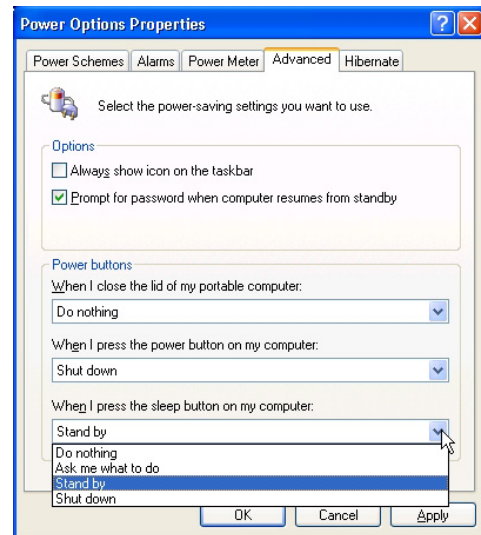 Power Options Properties
Power Schemes Alarms Power Meter Advanced Hibernate
Select the power-saving settings you want to use.
Options
Always show icon on the taskbar
Prompt for password when computer resumes from standby
Power buttons
When I close the lid of my portable computer:
Do nothing
When I press the power button on my computer:
Shut down
When I press the sleep button on my computer:
Stand by
Do nothing
Ask me what to do
Stand by
Shut down
OK Cancel Apply